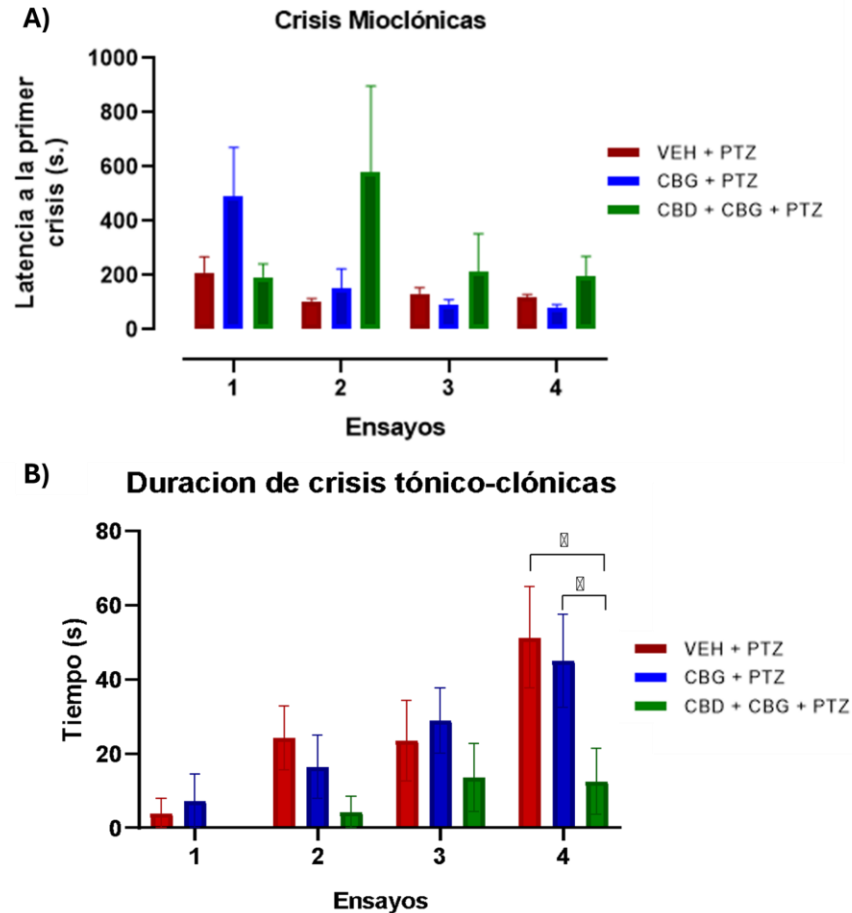 A)
Crisis Mioclónicas
Latencia a la primer
crisis (s.)
1000
800
600
400
200
0
VEH + PTZ
CBG + PTZ
CBD + CBG + PTZ
1 2 3 4
Ensayos
B)
Duracion de crisis tónico-clónicas
Tiempo (s)
80
60
40
20
0
VEH + PTZ
CBG + PTZ
CBD + CBG + PTZ
1 2 3 4
Ensayos